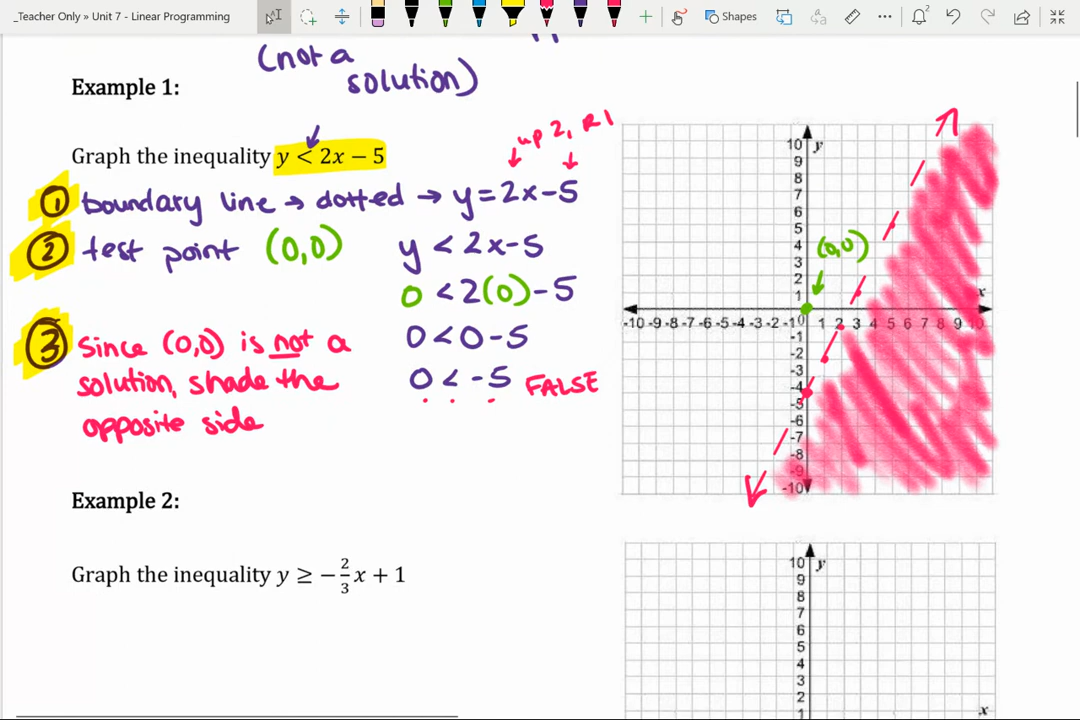 _Teacher Only » Unit 7 - Linear Programming
Shapes
2
(not a
solution)
Example 1:
up 2, R1
Graph the inequality y < 2x − 5
① boundary line → dotted → y=2x-5
② test point (0,0)
y < 2x-5
0 < 2(0)-5
③ Since (0,0) is not a
solution, shade the
opposite side
0<0-5
0 < -5 FALSE
10 y
9
8
7
6
5
4
3
2
1
(0,0)
x
-10 -9 -8 -7 -6 -5 -4 -3 -2 -1 0 1 2 3 4 5 6 7 8 9 10
-1
-2
-3
-4
-5
-6
-7
-8
-9
-10
Example 2:
Graph the inequality y ≥ −2/3x + 1
10 y
9
8
7
6
5
4
3
2
1
x